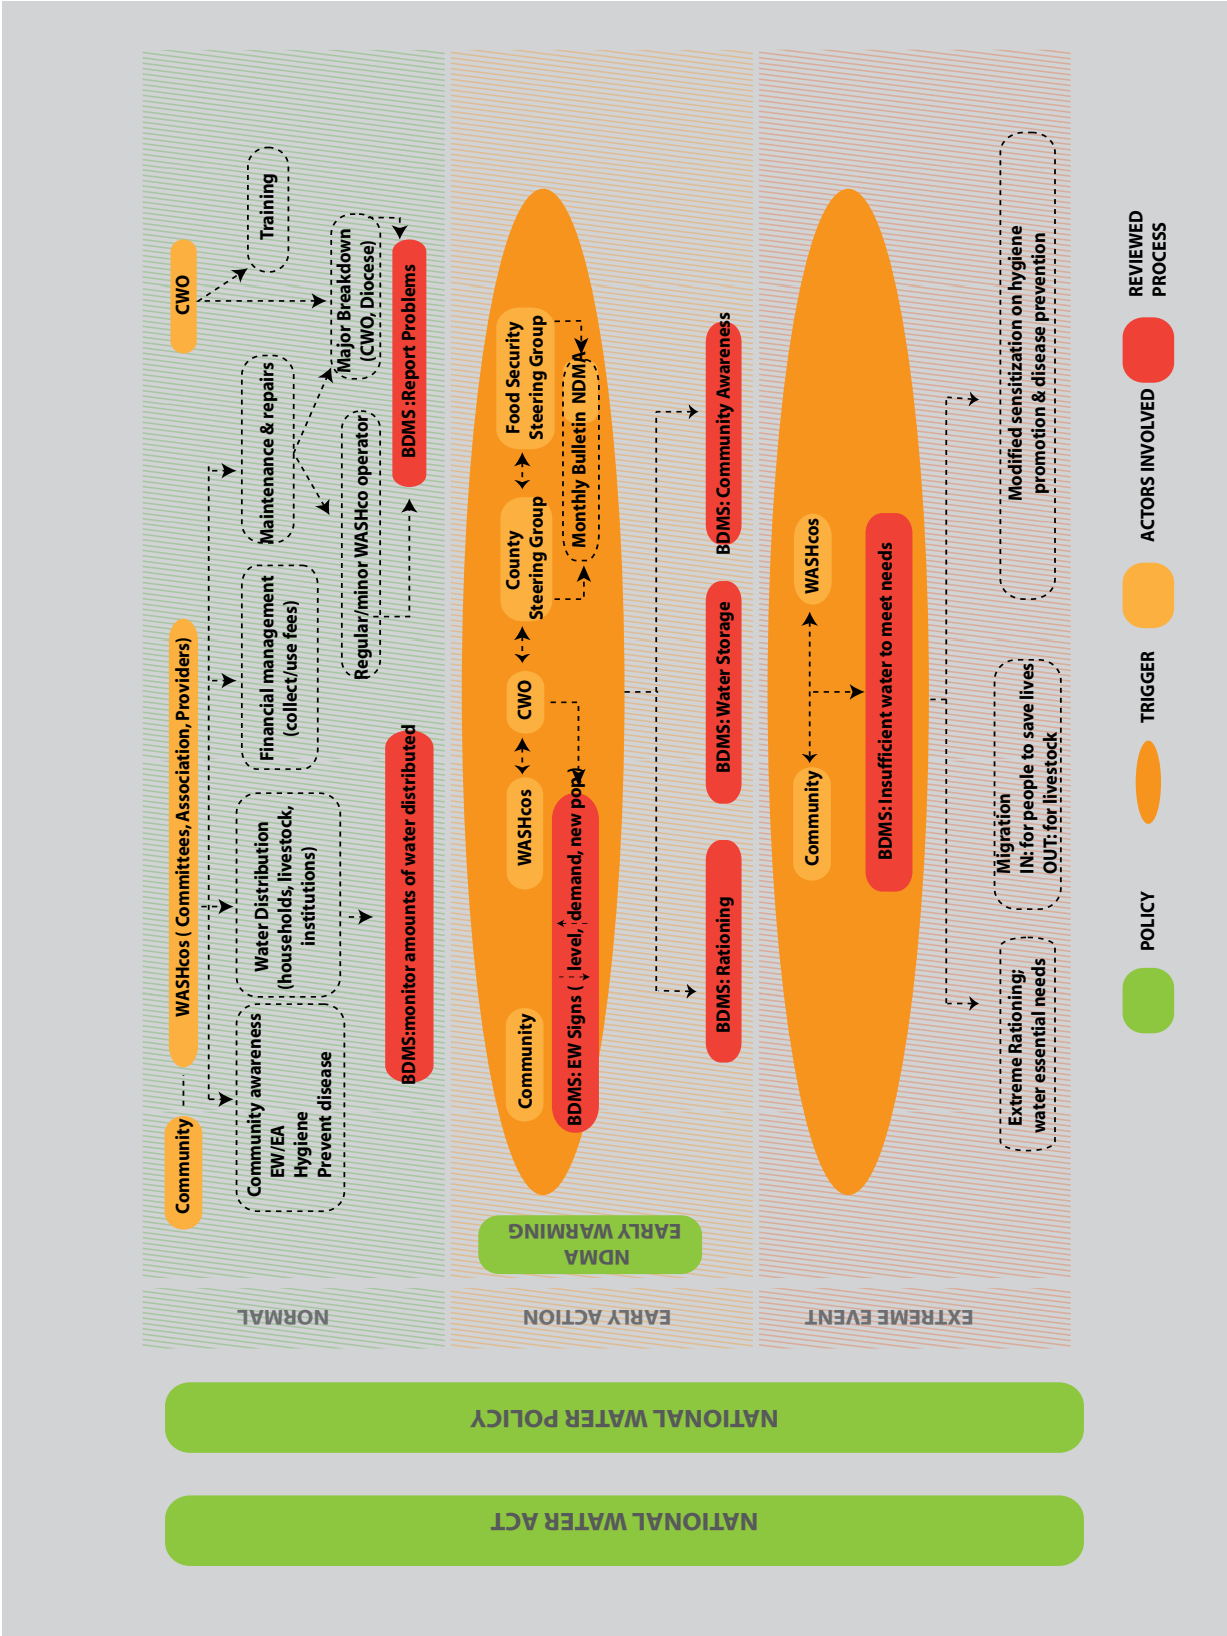 CWO
Training
Major Breakdown
(CWO, Diocese)
BDMS :Report Problems
Maintenance & repairs
Regular/minor WASHco operator
WASHcos ( Committees, Association, Providers)
Financial management
(collect/use fees)
Water Distribution
(households, livestock,
institutions)
BDMS:monitor amounts of water distributed
Community
Community awareness
EW/EA
Hygiene
Prevent disease
NORMAL
Food Security
Steering Group
Monthly Bulletin NDMA
County
Steering Group
CWO
WASHcos
Community
BDMS: EW Signs ( level, demand, new pop)
BDMS: Community Awareness
BDMS: Water Storage
BDMS: Rationing
NDMA
EARLY WARMING
EARLY ACTION
WASHcos
Community
BDMS: Insufficient water to meet needs
Modified sensitization on hygiene
promotion & disease prevention
Migration
IN: for people to save lives
OUT: for livestock
Extreme Rationing;
water essential needs
EXTREME EVENT
NATIONAL WATER POLICY
NATIONAL WATER ACT
POLICY
TRIGGER
ACTORS INVOLVED
REVIEWED
PROCESS